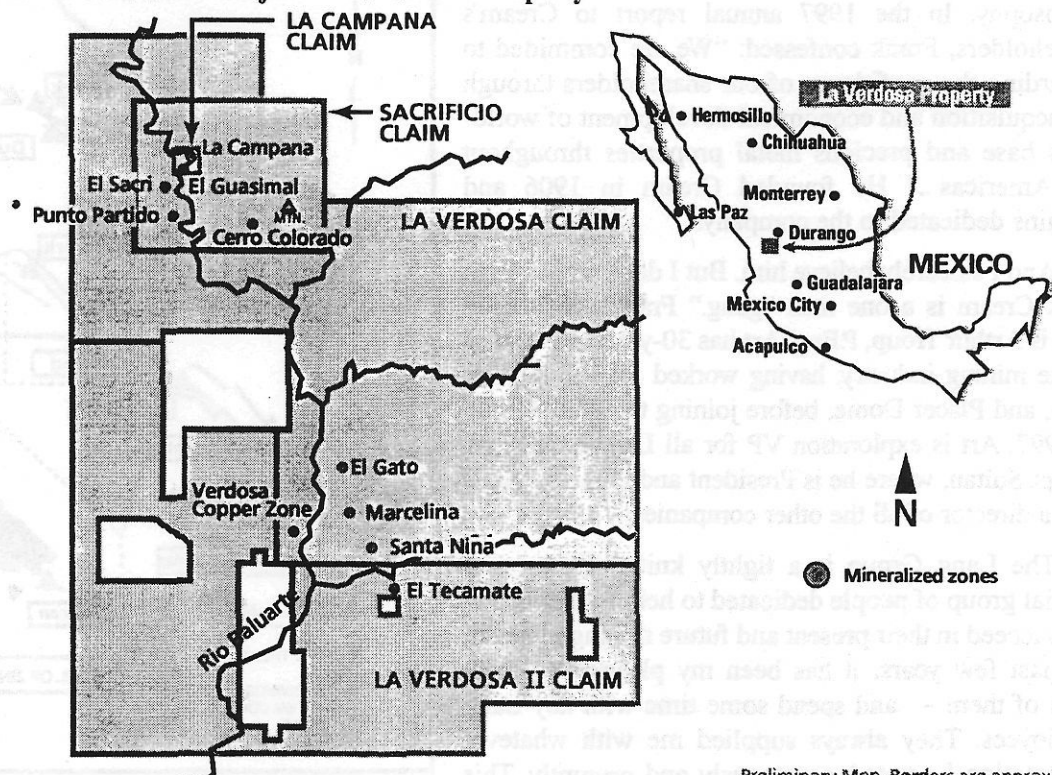 LA CAMPANA
CLAIM
SACRIFICIO
CLAIM
La Campana
El Sacri
El Guasimal
Punto Partido
MIN.
Cerro Colorado
LA VERDOSA CLAIM
El Gato
Verdosa
Copper Zone
Marcelina
Santa Niña
El Tecamate
Rio Baluarte
LA VERDOSA II CLAIM
La Verdosa Property
Hermosillo
Chihuahua
Monterrey
Las Paz
Durango
MEXICO
Guadalajara
Mexico City
Acapulco
N
Mineralized zones
Preliminary Map. Borders are